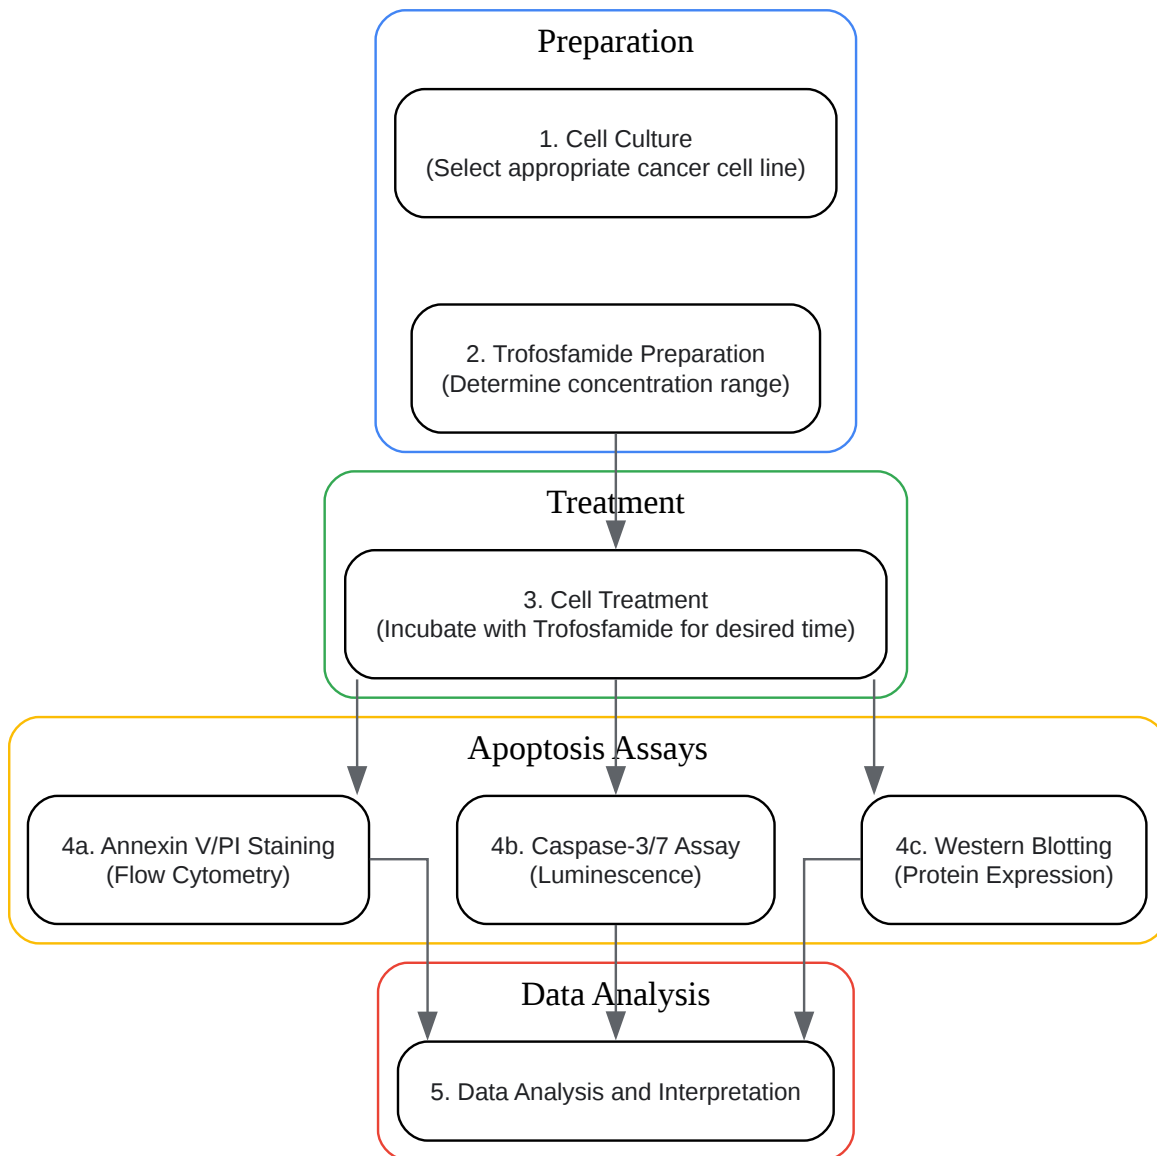 Preparation
1. Cell Culture
(Select appropriate cancer cell line)
2. Trofosfamide Preparation
(Determine concentration range)
Treatment
3. Cell Treatment
(Incubate with Trofosfamide for desired time)
Apoptosis Assays
4a. Annexin V/PI Staining
(Flow Cytometry)
4b. Caspase-3/7 Assay
(Luminescence)
4c. Western Blotting
(Protein Expression)
Data Analysis
5. Data Analysis and Interpretation